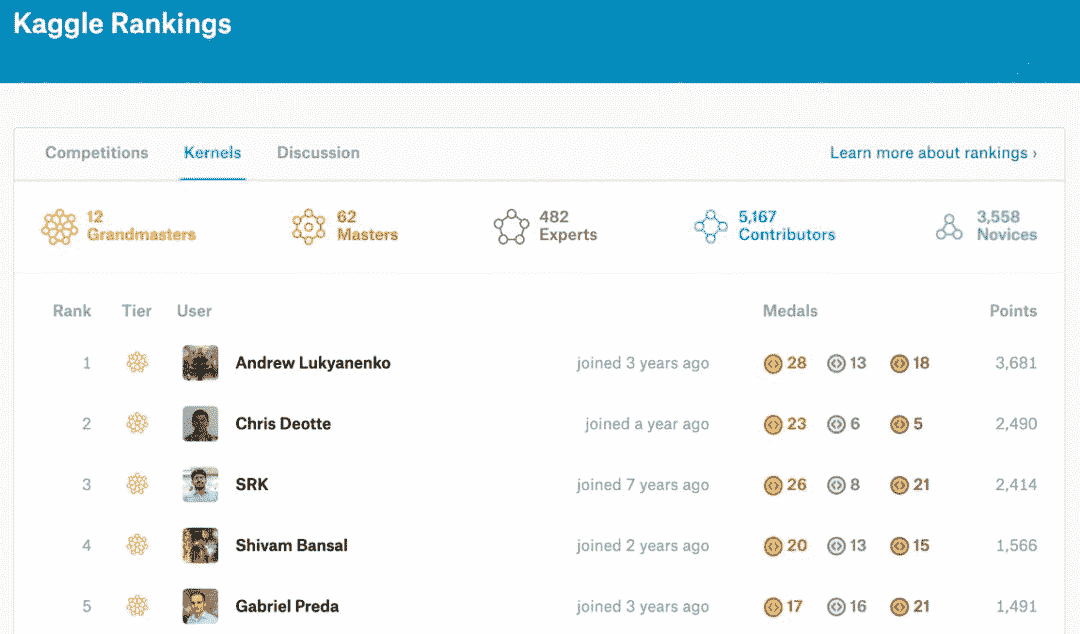 Kaggle Rankings
Competitions Kernels Discussion Learn more about rankings ›
12 Grandmasters
62 Masters
482 Experts
5,167 Contributors
3,558 Novices
Rank Tier User Medals Points
1 Andrew Lukyanenko joined 3 years ago 28 13 18 3,681
2 Chris Deotte joined a year ago 23 6 5 2,490
3 SRK joined 7 years ago 26 8 21 2,414
4 Shivam Bansal joined 2 years ago 20 13 15 1,566
5 Gabriel Preda joined 3 years ago 17 16 21 1,491